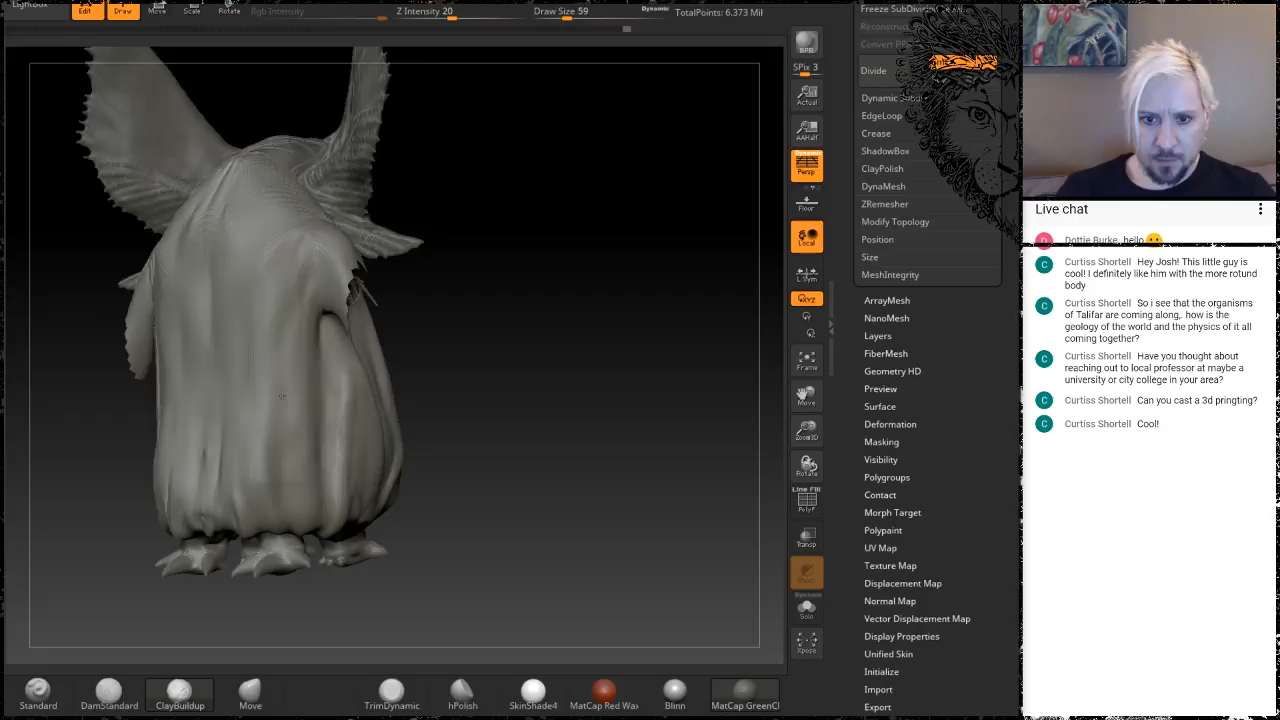 LightBox
Edit
Draw
Move
Scale
Rotate
Rgb Intensity
Z Intensity 20
Draw Size 59
Dynamic
TotalPoints: 6.373 Mil
BPR
SPix 3
Actual
AAHalf
Dynamic
Persp
Floor
Local
L.Sym
XYZ
Frame
Move
Zoom3D
Rotate
Line Fill
PolyF
Transp
Dynamic
Solo
Xpose
Freeze SubDivision
Reconstruct
Convert
Divide
Dynamic Subdiv
EdgeLoop
Crease
ShadowBox
ClayPolish
DynaMesh
ZRemesher
Modify Topology
Position
Size
MeshIntegrity
ArrayMesh
NanoMesh
Layers
FiberMesh
Geometry HD
Preview
Surface
Deformation
Masking
Visibility
Polygroups
Contact
Morph Target
Polypaint
UV Map
Texture Map
Displacement Map
Normal Map
Vector Displacement Map
Display Properties
Unified Skin
Initialize
Import
Export
Standard
DamStandard
ClayBuildup
Move
TrimDynamic
hPolish
SkinShade4
MatCap Red Wax
Blinn
MatCap GreenCl
Live chat
D Dottie Burke hello
C Curtiss Shortell Hey Josh! This little guy is
cool! I definitely like him with the more rotund
body
C Curtiss Shortell So i see that the organisms
of Talifar are coming along,. how is the
geology of the world and the physics of it all
coming together?
C Curtiss Shortell Have you thought about
reaching out to local professor at maybe a
university or city college in your area?
C Curtiss Shortell Can you cast a 3d pringting?
C Curtiss Shortell Cool!